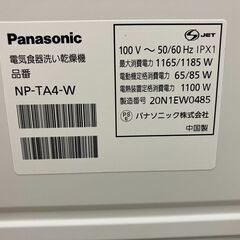 Panasonic
電気食器洗い乾燥機
品番
NP-TA4-W
S JET
100 V ～ 50/60 Hz IPX1
最大消費電力 1165/1185 W
電動機定格消費電力 65/85 W
電熱装置定格消費電力 1100 W
製造番号 20N1EW0485
PS E パナソニック株式会社
中国製